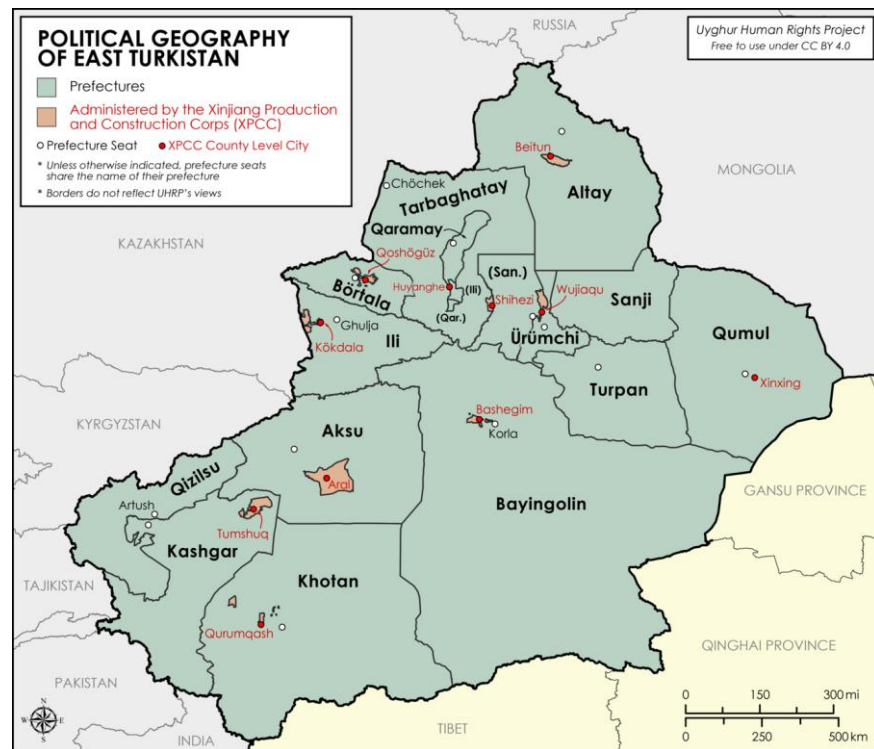 POLITICAL GEOGRAPHY
OF EAST TURKISTAN
Prefectures
Administered by the Xinjiang Production
and Construction Corps (XPCC)
Prefecture Seat
XPCC County Level City
* Unless otherwise indicated, prefecture seats
share the name of their prefecture
* Borders do not reflect UHRP's views
Uyghur Human Rights Project
Free to use under CC BY 4.0
RUSSIA
MONGOLIA
KAZAKHSTAN
Beitun
Altay
Chöchek
Tarbaghatay
Qaramay
Qoshögüz
Börtala
Huyanghe
(Ili)
(Qar.)
(San.)
Shihezi
Wujiaqu
Sanji
Ürümchi
Qumul
Xinxing
Kökdala
Ghulja
Ili
Turpan
KYRGYZSTAN
Bashegim
Korla
Aksu
Aral
Qizilsu
Artush
Tumshuq
Kashgar
Bayingolin
GANSU PROVINCE
TAJIKISTAN
Khotan
Qurumqash
QINGHAI PROVINCE
PAKISTAN
INDIA
TIBET
N
W
E
S
0 150 300 mi
0 250 500 km